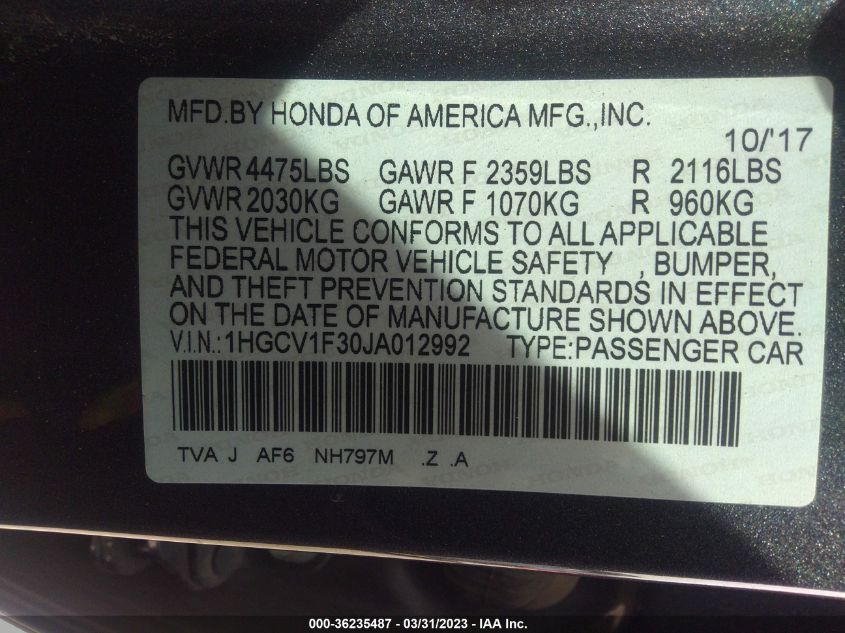 MFD.BY HONDA OF AMERICA MFG.,INC.
10/'17
GVWR 4475LBS GAWR F 2359LBS R 2116LBS
GVWR 2030KG GAWR F 1070KG R 960KG
THIS VEHICLE CONFORMS TO ALL APPLICABLE
FEDERAL MOTOR VEHICLE SAFETY , BUMPER,
AND THEFT PREVENTION STANDARDS IN EFFECT
ON THE DATE OF MANUFACTURE SHOWN ABOVE.
V.I.N.:1HGCV1F30JA012992 TYPE:PASSENGER CAR
TVA J AF6 NH797M .Z .A
000-36235487 - 03/31/2023 - IAA Inc.